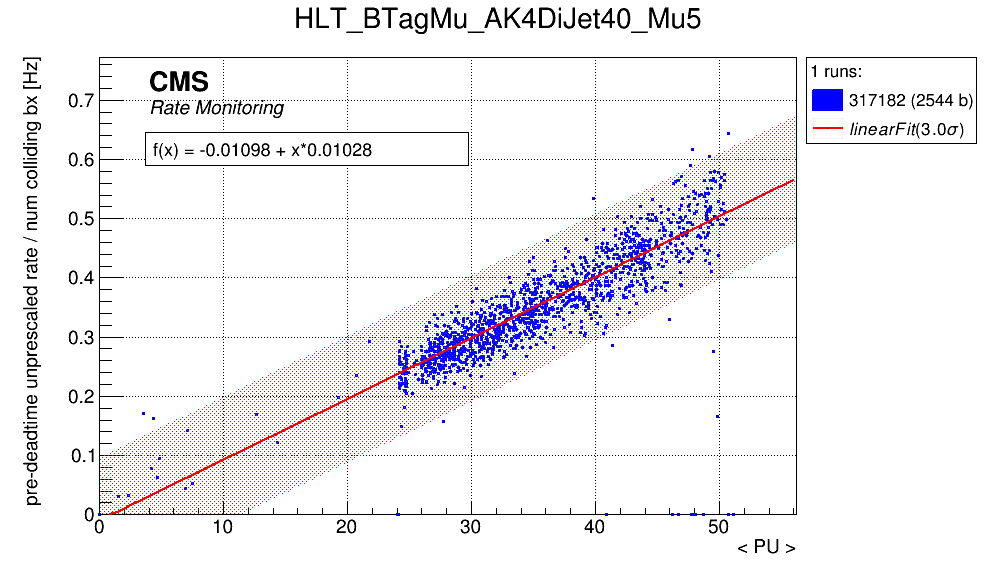 HLT_BTagMu_AK4DiJet40_Mu5
pre-deadtime unprescaled rate / num colliding bx [Hz]
CMS
Rate Monitoring
f(x) = -0.01098 + x*0.01028
1 runs:
317182 (2544 b)
linearFit(3.0σ)
0.7
0.6
0.5
0.4
0.3
0.2
0.1
0
0 10 20 30 40 50
< PU >